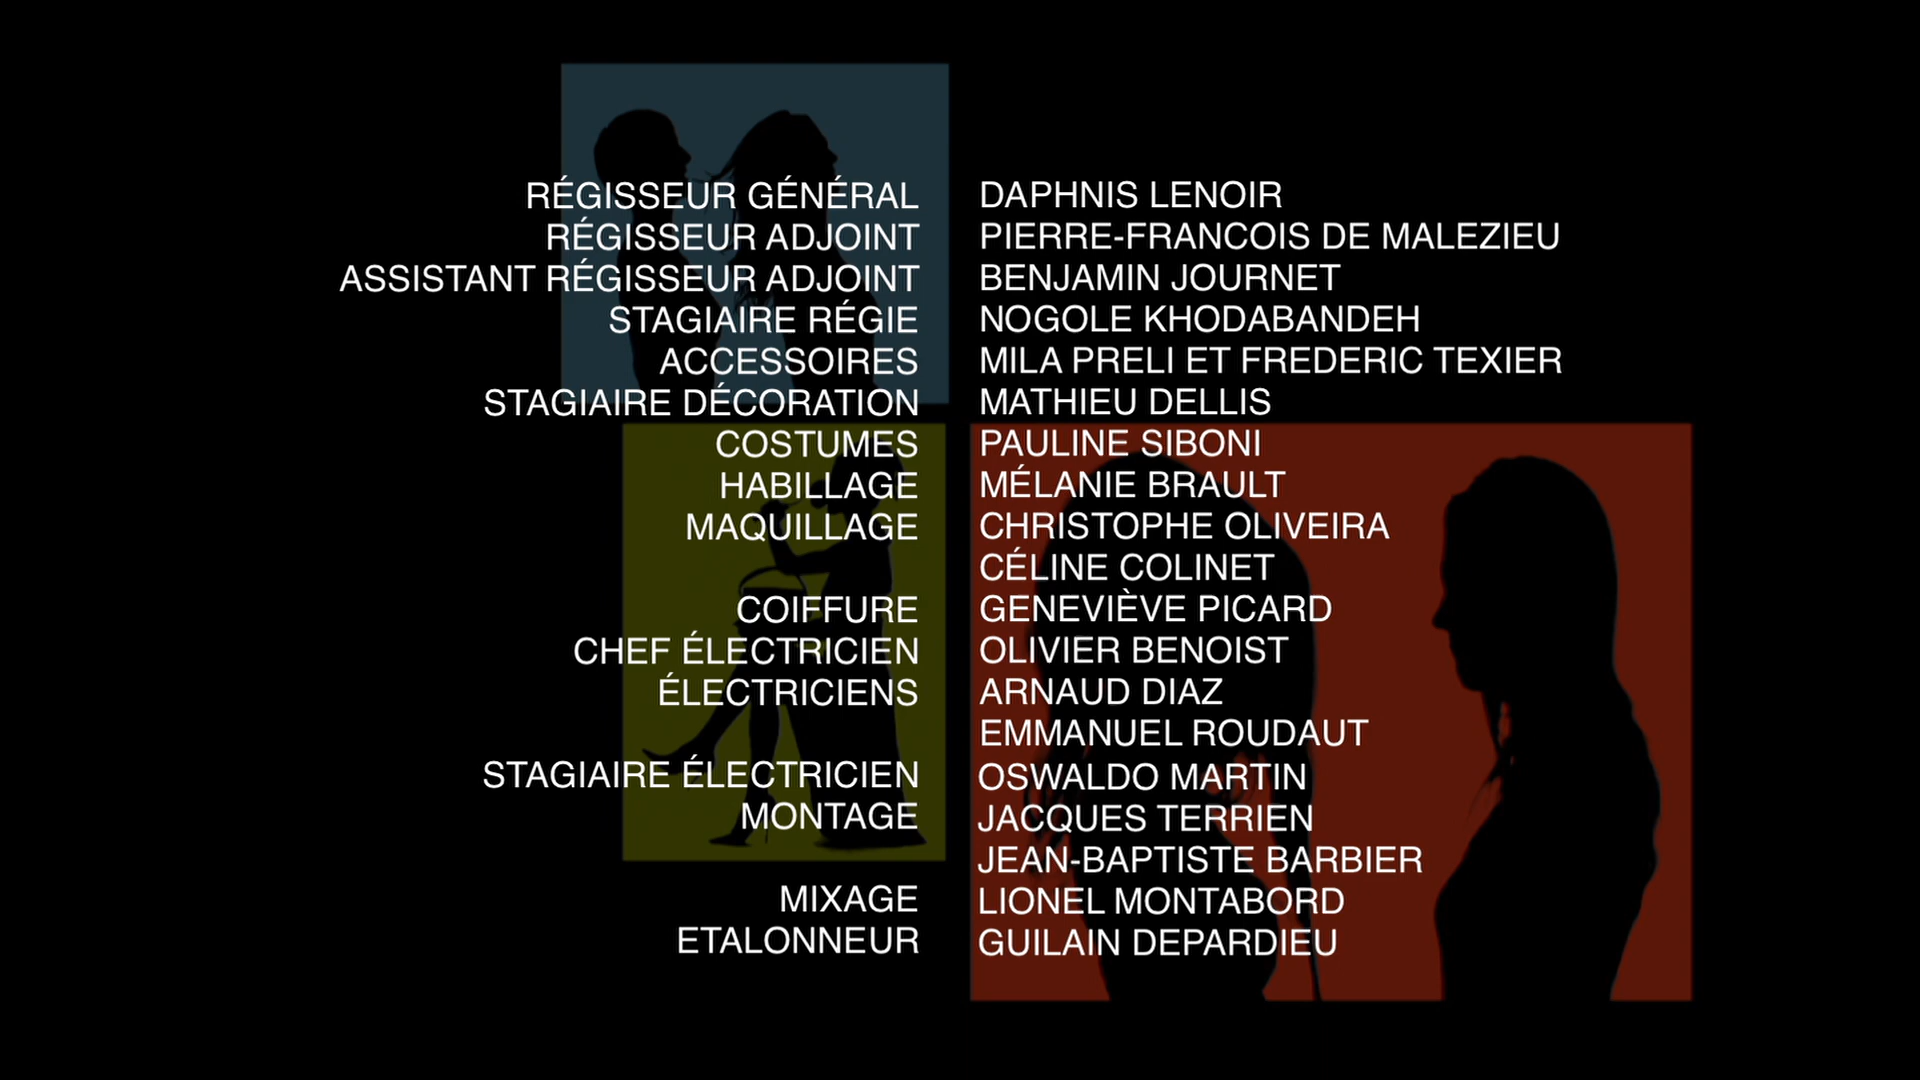 RÉGISSEUR GÉNÉRAL DAPHNIS LENOIR
RÉGISSEUR ADJOINT PIERRE-FRANCOIS DE MALEZIEU
ASSISTANT RÉGISSEUR ADJOINT BENJAMIN JOURNET
STAGIAIRE RÉGIE NOGOLE KHODABANDEH
ACCESSOIRES MILA PRELI ET FREDERIC TEXIER
STAGIAIRE DÉCORATION MATHIEU DELLIS
COSTUMES PAULINE SIBONI
HABILLAGE MÉLANIE BRAULT
MAQUILLAGE CHRISTOPHE OLIVEIRA
CÉLINE COLINET
COIFFURE GENEVIÈVE PICARD
CHEF ÉLECTRICIEN OLIVIER BENOIST
ÉLECTRICIENS ARNAUD DIAZ
EMMANUEL ROUDAUT
STAGIAIRE ÉLECTRICIEN OSWALDO MARTIN
MONTAGE JACQUES TERRIEN
JEAN-BAPTISTE BARBIER
MIXAGE LIONEL MONTABORD
ETALONNEUR GUILAIN DEPARDIEU